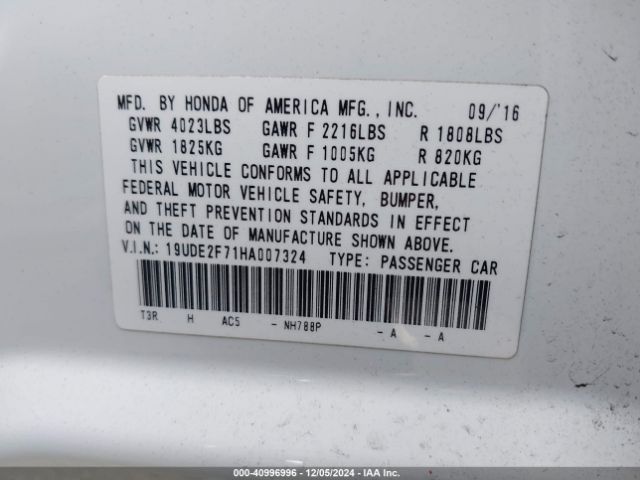 MFD. BY HONDA OF AMERICA MFG., INC. 09/'16
GVWR 4023LBS GAWR F 2216LBS R 1808LBS
GVWR 1825KG GAWR F 1005KG R 820KG
THIS VEHICLE CONFORMS TO ALL APPLICABLE
FEDERAL MOTOR VEHICLE SAFETY, BUMPER,
AND THEFT PREVENTION STANDARDS IN EFFECT
ON THE DATE OF MANUFACTURE SHOWN ABOVE.
V.I.N.: 19UDE2F71HA007324 TYPE: PASSENGER CAR
T3R H AC5 - NH788P - A - A
000-40996996 - 12/05/2024 - IAA Inc.